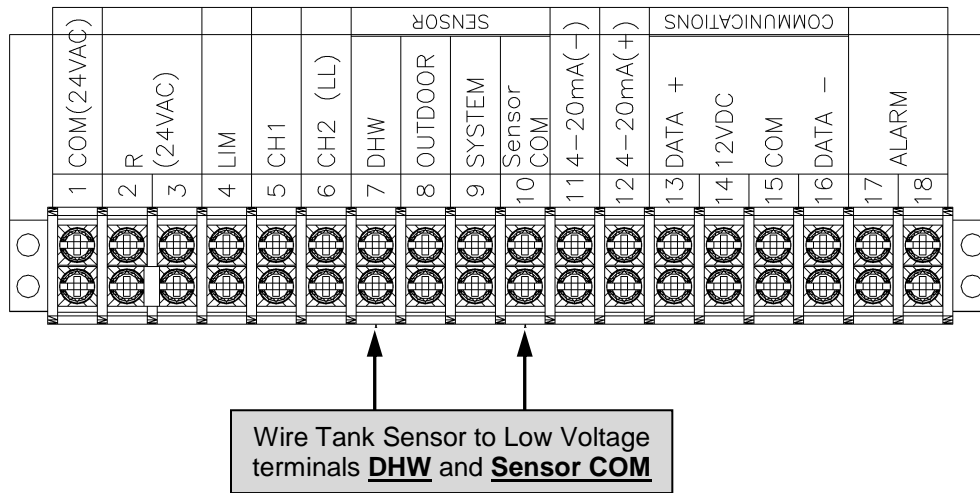 SENSOR
COMMUNICATIONS
COM(24VAC)
R
(24VAC)
LIM
CH1
CH2 (LL)
DHW
OUTDOOR
SYSTEM
Sensor
COM
4-20mA(-)
4-20mA(+)
DATA +
12VDC
COM
DATA -
ALARM
1
2
3
4
5
6
7
8
9
10
11
12
13
14
15
16
17
18
Wire Tank Sensor to Low Voltage
terminals DHW and Sensor COM